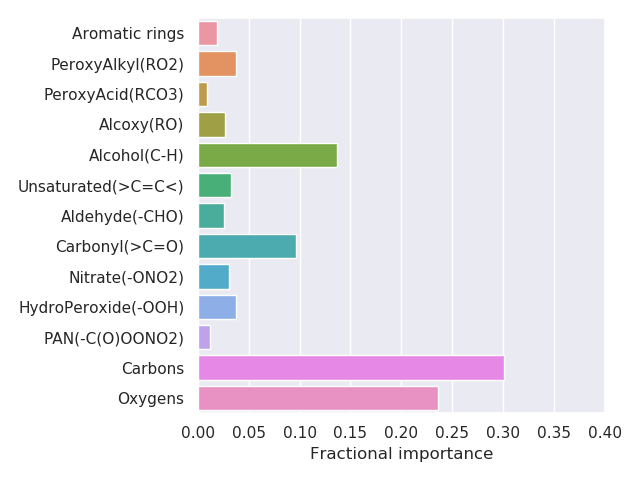 Aromatic rings
PeroxyAlkyl(RO2)
PeroxyAcid(RCO3)
Alcoxy(RO)
Alcohol(C-H)
Unsaturated(>C=C<)
Aldehyde(-CHO)
Carbonyl(>C=O)
Nitrate(-ONO2)
HydroPeroxide(-OOH)
PAN(-C(O)OONO2)
Carbons
Oxygens
0.00 0.05 0.10 0.15 0.20 0.25 0.30 0.35 0.40
Fractional importance